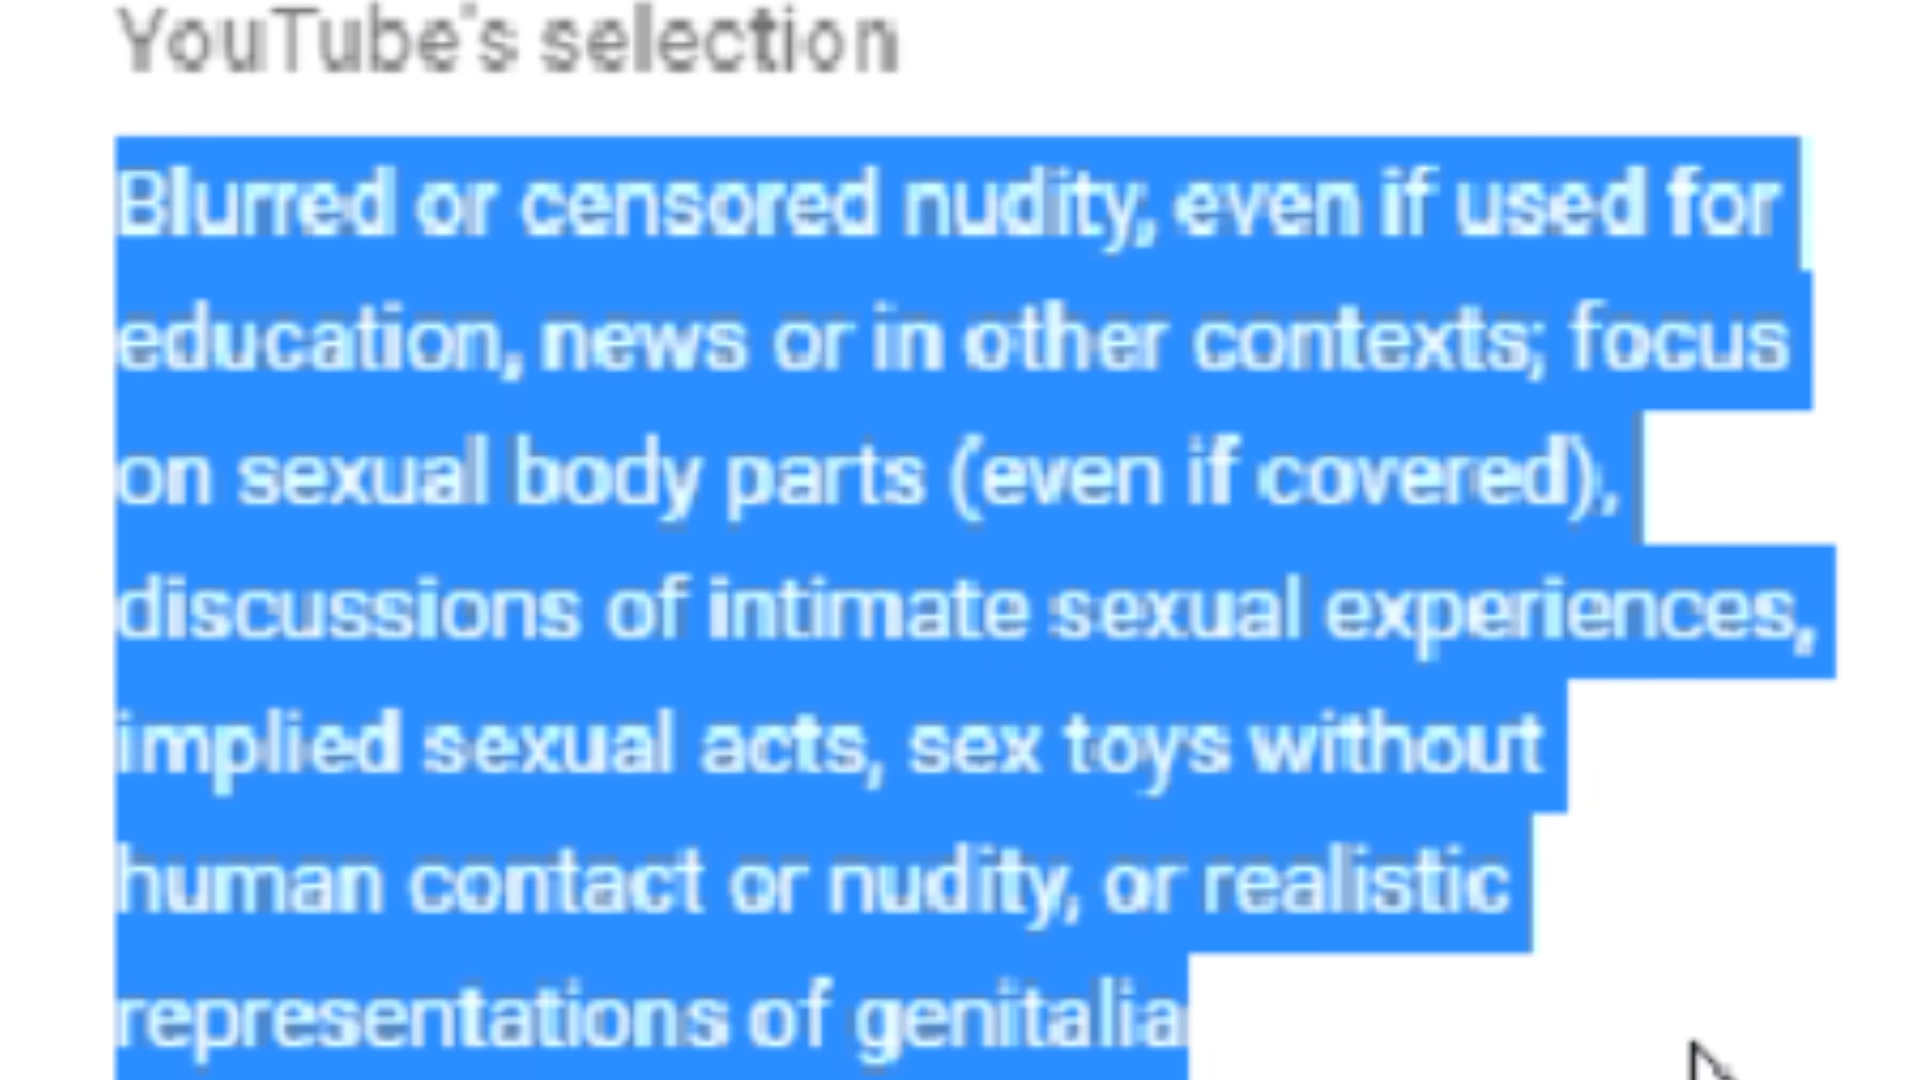 YouTube's selection
Blurred or censored nudity, even if used for
education, news or in other contexts; focus
on sexual body parts (even if covered),
discussions of intimate sexual experiences,
implied sexual acts, sex toys without
human contact or nudity, or realistic
representations of genitalia